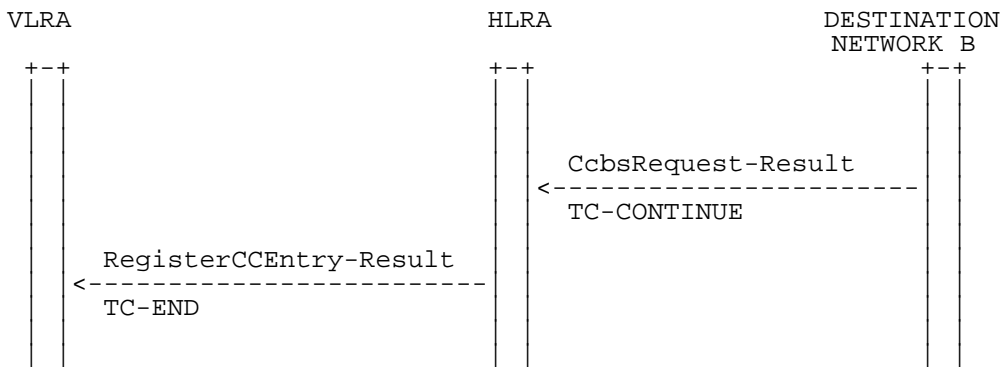 VLRA HLRA DESTINATION
NETWORK B
CcbsRequest-Result
TC-CONTINUE
RegisterCCEntry-Result
TC-END